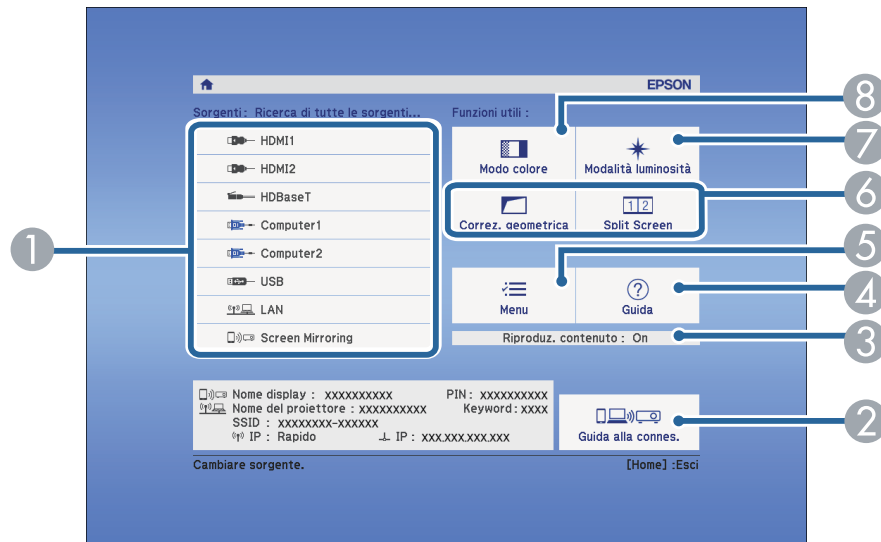 EPSON
Sorgenti: Ricerca di tutte le sorgenti...
HDMI1
HDMI2
HDBaseT
Computer1
Computer2
USB
LAN
Screen Mirroring
Funzioni utili :
Modo colore
Modalità luminosità
1 2
Correz. geometrica
Split Screen
Menu
? Guida
Riproduz. contenuto : On
Nome display : xxxxxxxxxx PIN : xxxxxxxxxx
Nome del proiettore : xxxxxxxxxx Keyword : xxxx
SSID : xxxxxxxx-xxxxxx
IP : Rapido IP : xxx.xxx.xxx.xxx
Guida alla connes.
Cambiare sorgente. [Home] :Esci
1
8
7
6
5
4
3
2